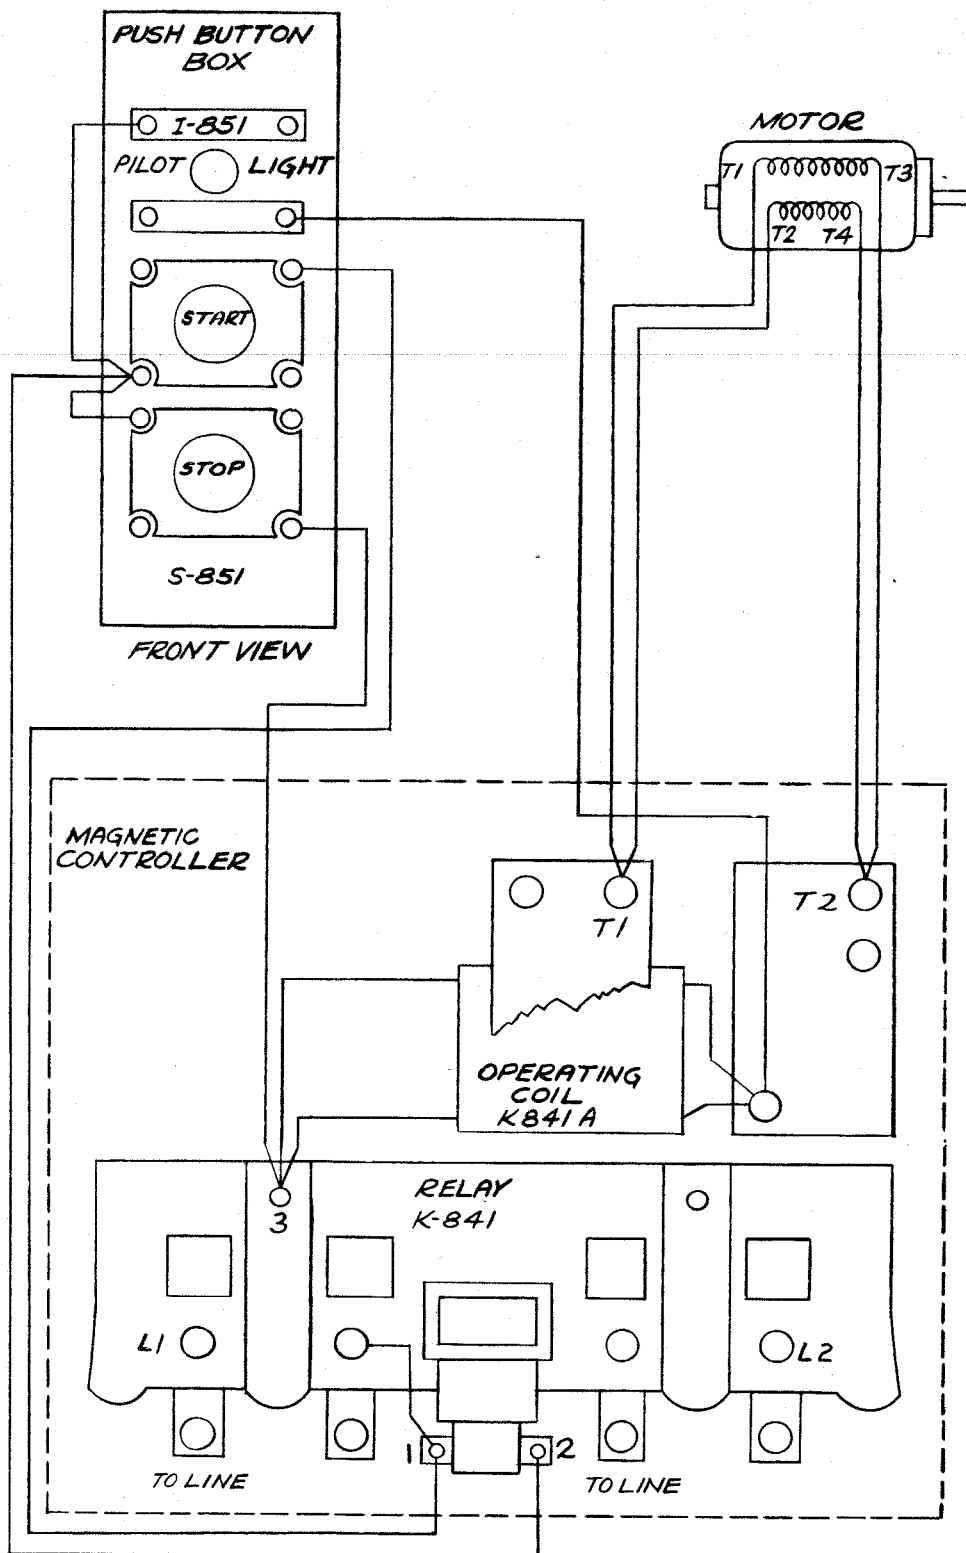 PUSH BUTTON
BOX
I-851
PILOT LIGHT
START
STOP
S-851
FRONT VIEW
MOTOR
T1
T3
T2 T4
MAGNETIC
CONTROLLER
T1
T2
OPERATING
COIL
K841A
RELAY
K-841
3
L1
L2
1
2
TO LINE
TO LINE